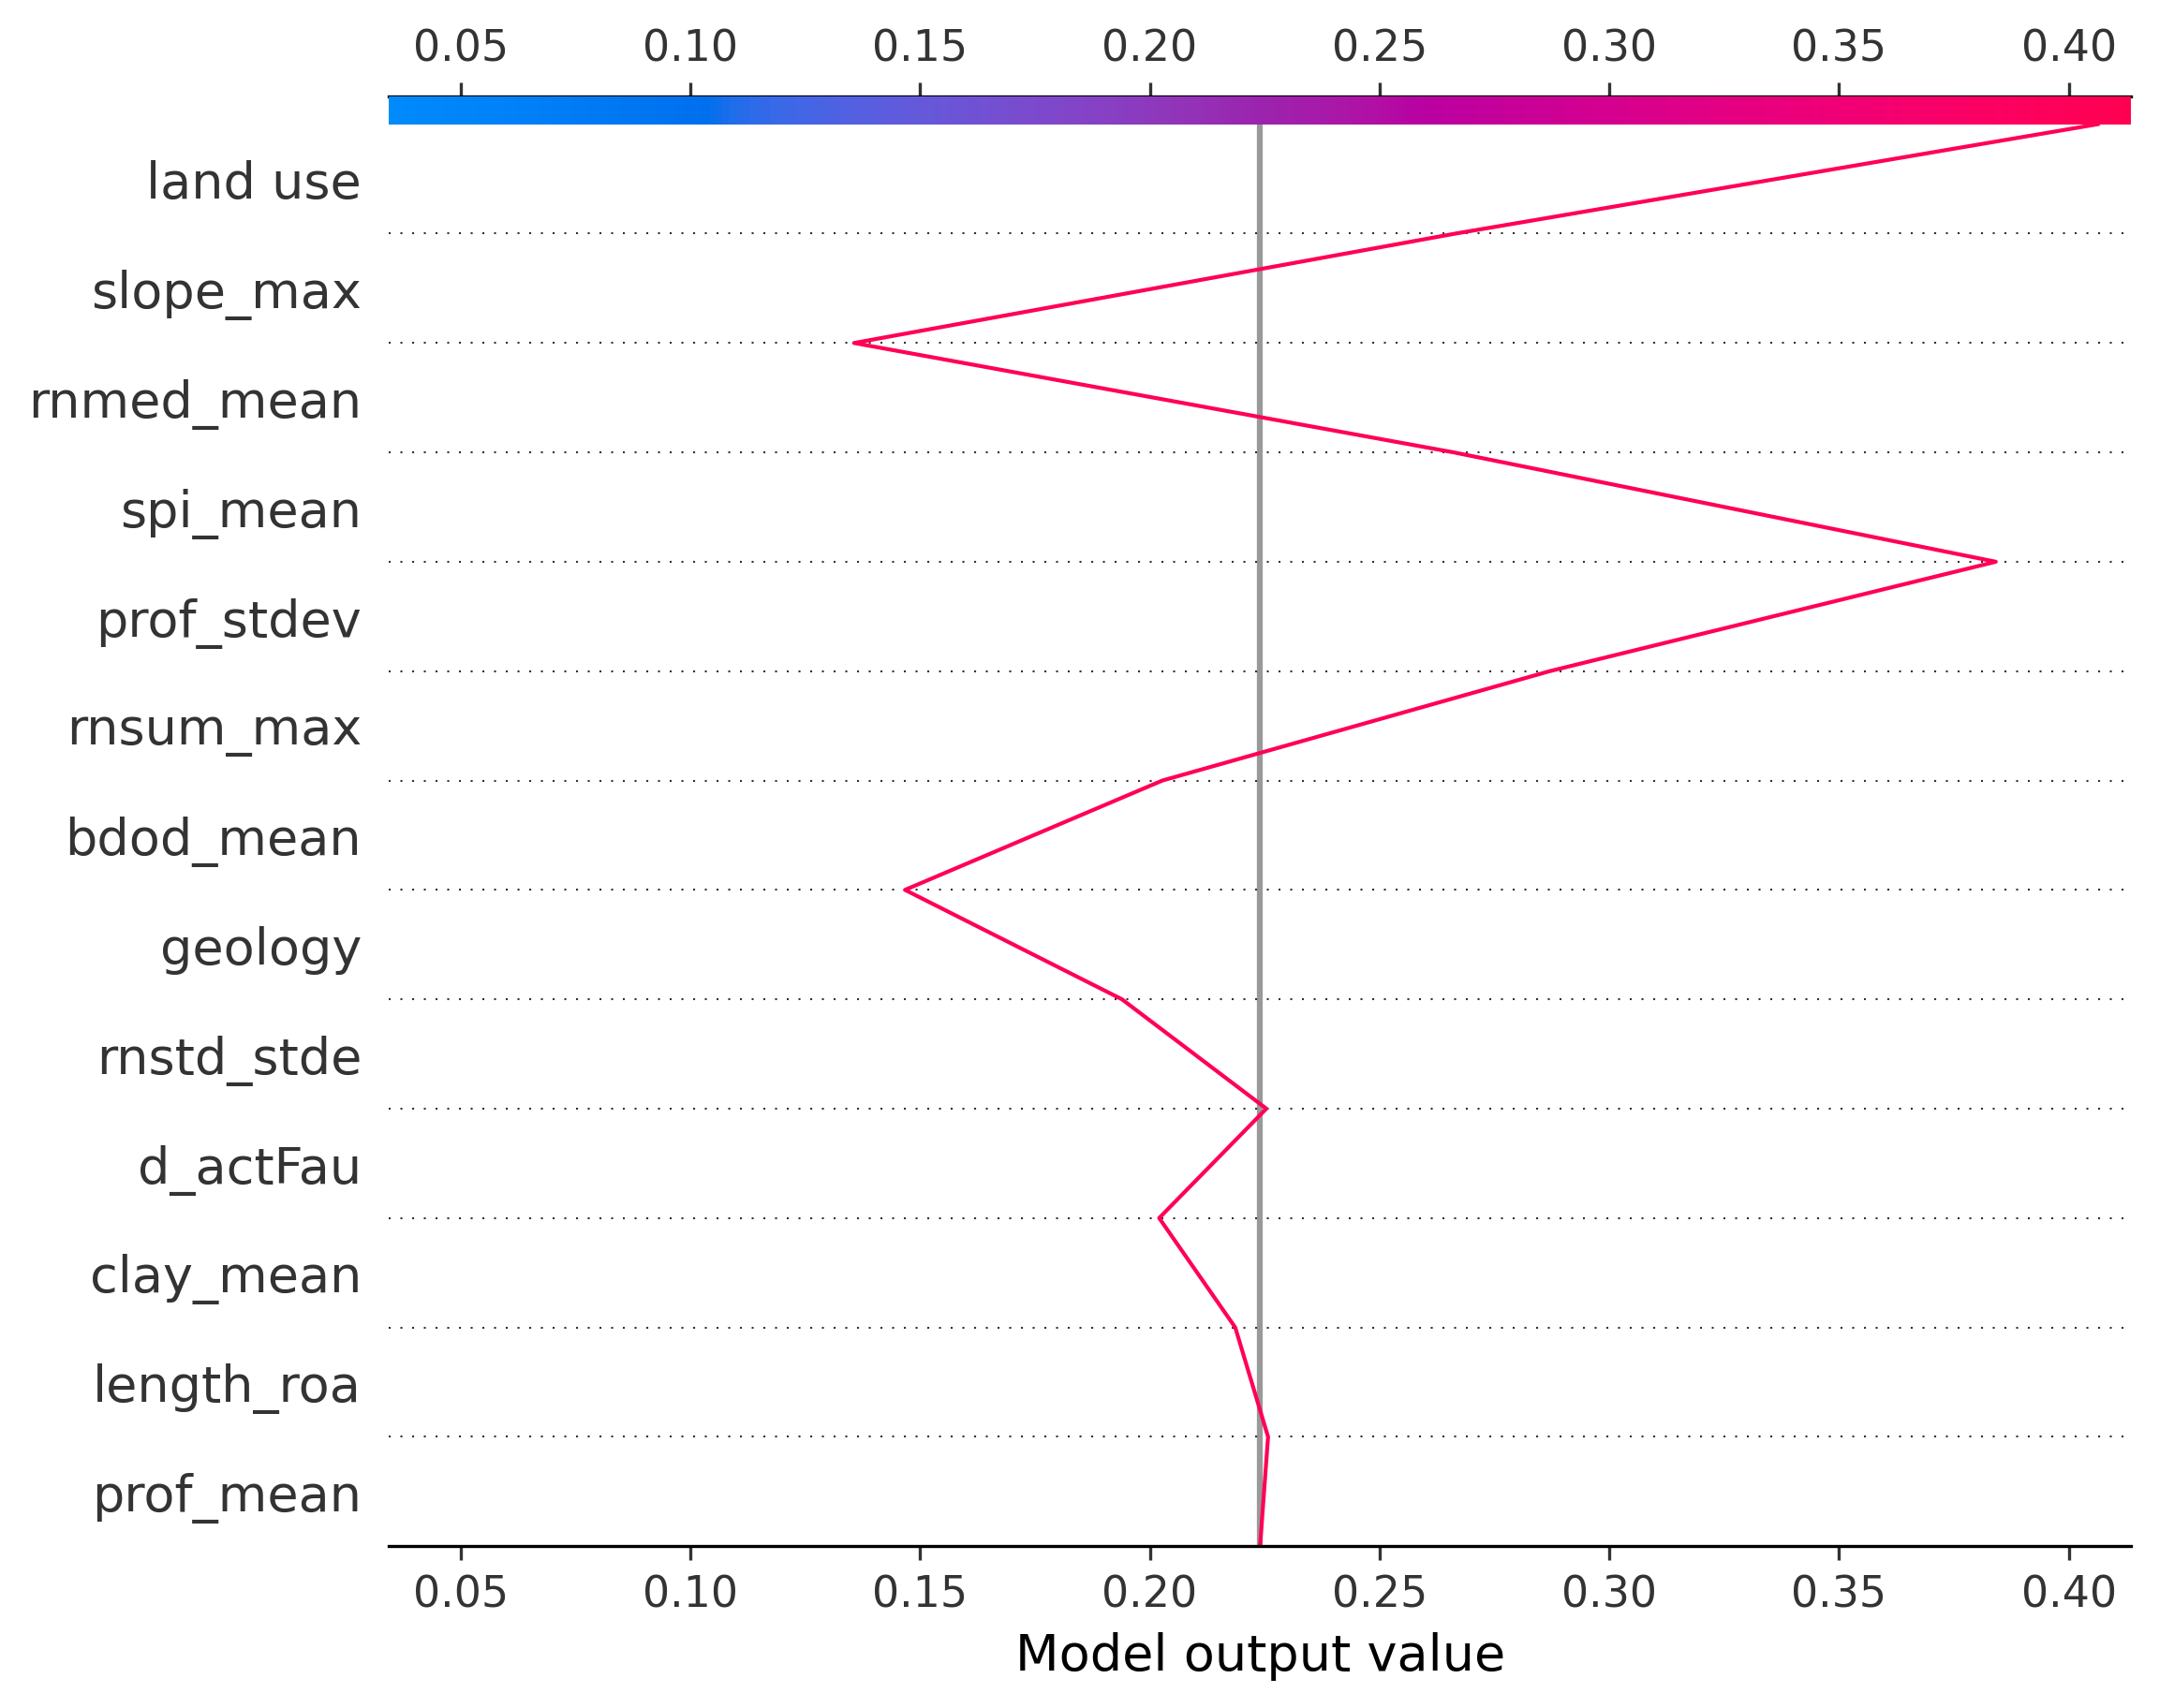 0.05 0.10 0.15 0.20 0.25 0.30 0.35 0.40
land use
slope_max
rnmed_mean
spi_mean
prof_stdev
rnsum_max
bdod_mean
geology
rnstd_stde
d_actFau
clay_mean
length_roa
prof_mean
0.05 0.10 0.15 0.20 0.25 0.30 0.35 0.40
Model output value